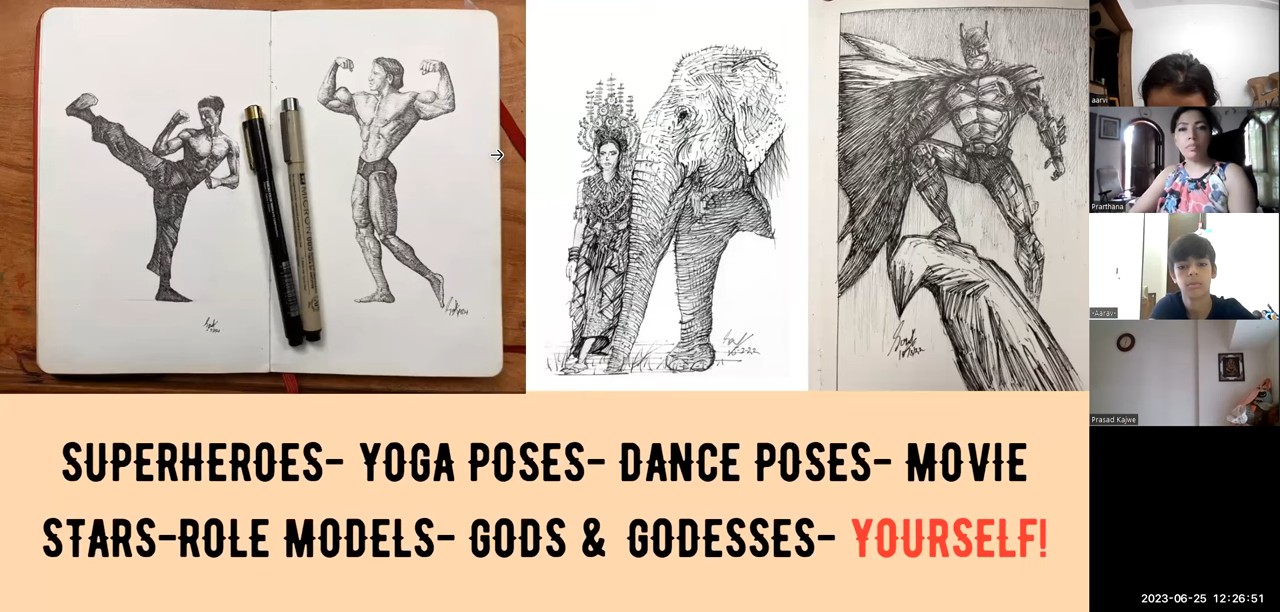 SUPERHEROES- YOGA POSES- DANCE POSES- MOVIE
STARS-ROLE MODELS- GODS & GODESSES- YOURSELF!
aarvi
Prarthana
-Aarav-
Prasad Kajwe
2023-06-25 12:26:51